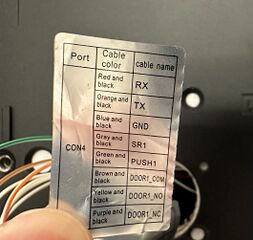 Port Cable color cable name
CON4
Red and black RX
Orange and black TX
Blue and black GND
Gray and black SR1
Green and black PUSH1
Brown and black DOOR1_COM
Yellow and black DOOR1_NO
Purple and black DOOR1_NC